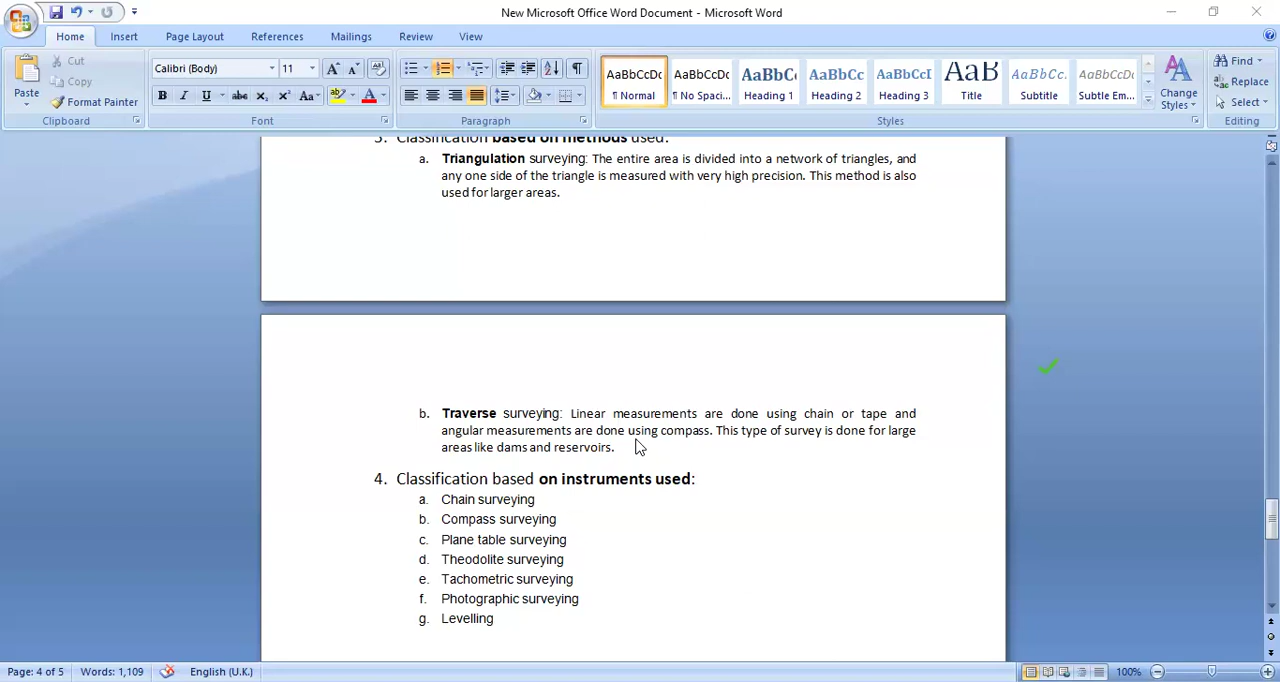 New Microsoft Office Word Document - Microsoft Word
Home Insert Page Layout References Mailings Review View
Paste
Cut
Copy
Format Painter
Clipboard
Calibri (Body) 11
Font
Paragraph
AaBbCcDc AaBbCcDc AaBbC AaBbCc AaBbCcI AaB AaBbCc. AaBbCcDc
¶ Normal ¶ No Spaci... Heading 1 Heading 2 Heading 3 Title Subtitle Subtle Em...
Change Styles
Styles
Find
Replace
Select
Editing
Classification based on methods used:
a. Triangulation surveying: The entire area is divided into a network of triangles, and
any one side of the triangle is measured with very high precision. This method is also
used for larger areas.
b. Traverse surveying: Linear measurements are done using chain or tape and
angular measurements are done using compass. This type of survey is done for large
areas like dams and reservoirs.
4. Classification based on instruments used:
a. Chain surveying
b. Compass surveying
c. Plane table surveying
d. Theodolite surveying
e. Tachometric surveying
f. Photographic surveying
g. Levelling
Page: 4 of 5 Words: 1,109 English (U.K.) 100%